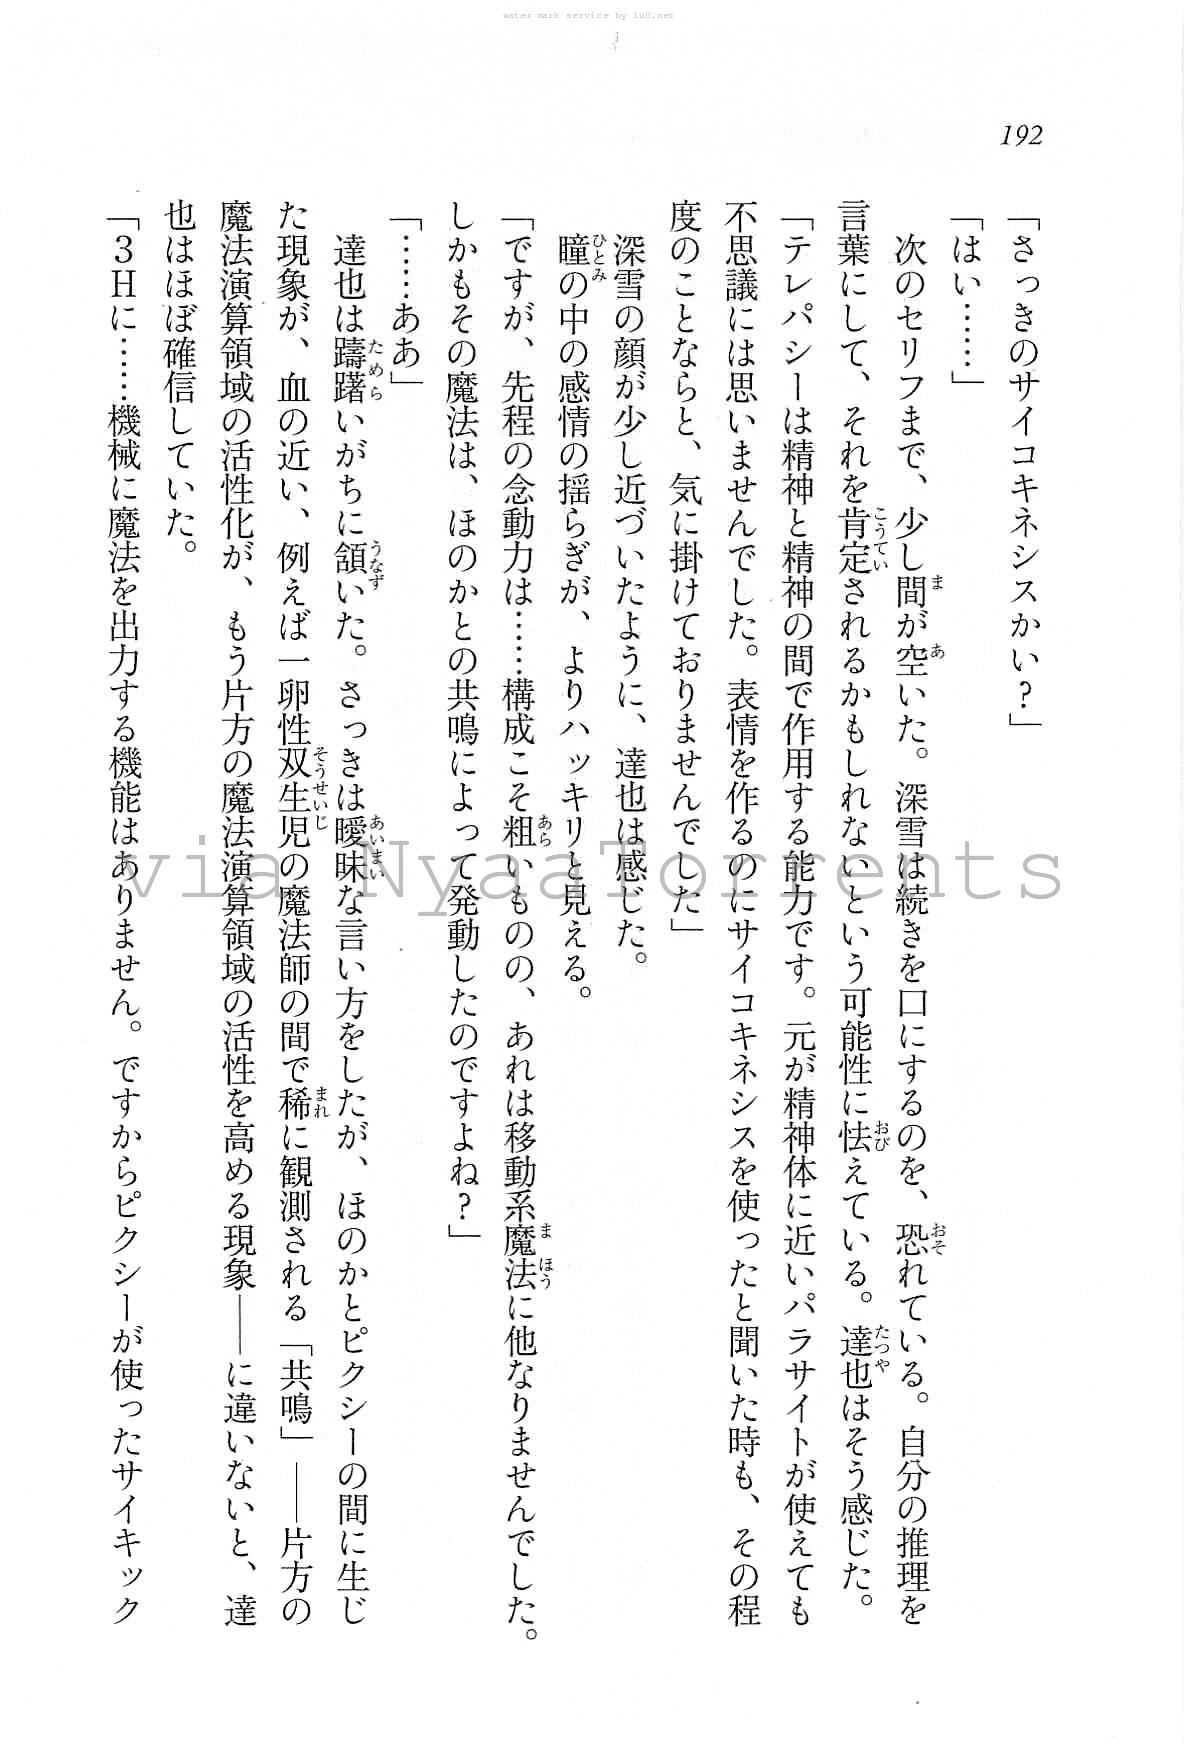 water mark service by lu0.net
192
「さっきのサイコキネシスかい？」
「はい……」
　次のセリフまで、少し間が空いた。深雪は続きを口にするのを、恐れている。自分の推理を
言葉にして、それを肯定されるかもしれないという可能性に怯えている。達也はそう感じた。
「テレパシーは精神と精神の間で作用する能力です。元が精神体に近いパラサイトが使えても
不思議には思いませんでした。表情を作るのにサイコキネシスを使ったと聞いた時も、その程
度のことならと、気に掛けておりませんでした」
　深雪の顔が少し近づいたように、達也は感じた。
　瞳の中の感情の揺らぎが、よりハッキリと見える。
「ですが、先程の念動力は……構成こそ粗いものの、あれは移動系魔法に他なりませんでした。
しかもその魔法は、ほのかとの共鳴によって発動したのですよね？」
「……ああ」
　達也は躊躇いがちに頷いた。さっきは曖昧な言い方をしたが、ほのかとピクシーの間に生じ
た現象が、血の近い、例えば一卵性双生児の魔法師の間で稀に観測される「共鳴」――片方の
魔法演算領域の活性化が、もう片方の魔法演算領域の活性を高める現象――に違いないと、達
也はほぼ確信していた。
「３Ｈに……機械に魔法を出力する機能はありません。ですからピクシーが使ったサイキック
via NyaaTorrents